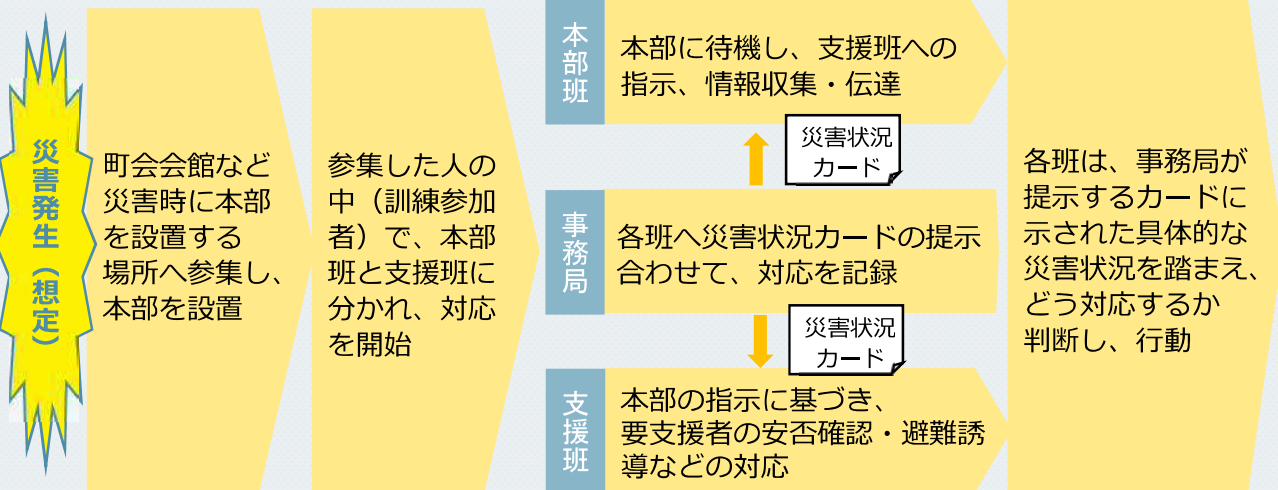 災害発生（想定）
町会会館など
災害時に本部
を設置する
場所へ参集し、
本部を設置
参集した人の
中（訓練参加
者）で、本部
班と支援班に
分かれ、対応
を開始
本部班
本部に待機し、支援班への
指示、情報収集・伝達
災害状況
カード
事務局
各班へ災害状況カードの提示
合わせて、対応を記録
災害状況
カード
支援班
本部の指示に基づき、
要支援者の安否確認・避難誘
導などの対応
各班は、事務局が
提示するカードに
示された具体的な
災害状況を踏まえ、
どう対応するか
判断し、行動